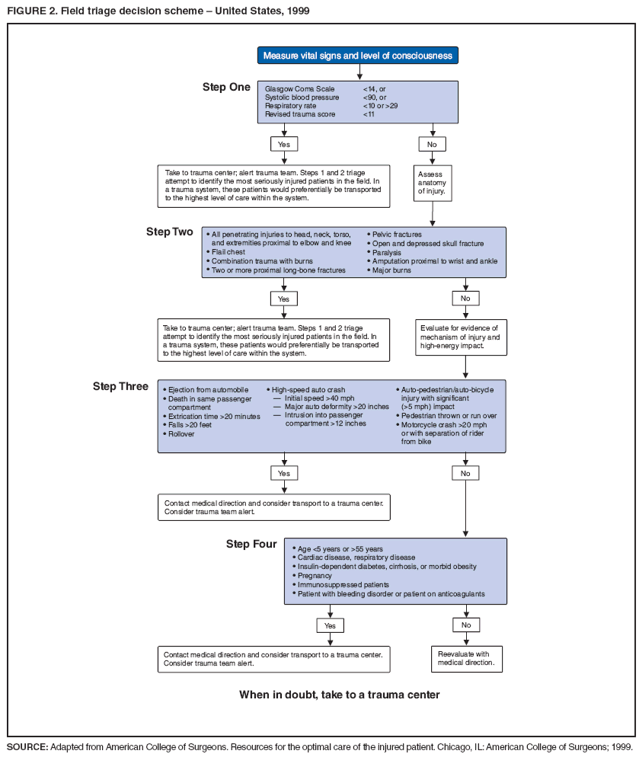 FIGURE 2. Field triage decision scheme – United States, 1999
Measure vital signs and level of consciousness
Step One
Glasgow Coma Scale <14, or
Systolic blood pressure <90, or
Respiratory rate <10 or >29
Revised trauma score <11
Yes
No
Take to trauma center; alert trauma team. Steps 1 and 2 triage
attempt to identify the most seriously injured patients in the field. In
a trauma system, these patients would preferentially be transported
to the highest level of care within the system.
Assess
anatomy
of injury.
Step Two
• All penetrating injuries to head, neck, torso,
and extremities proximal to elbow and knee
• Flail chest
• Combination trauma with burns
• Two or more proximal long-bone fractures
• Pelvic fractures
• Open and depressed skull fracture
• Paralysis
• Amputation proximal to wrist and ankle
• Major burns
Yes
No
Take to trauma center; alert trauma team. Steps 1 and 2 triage
attempt to identify the most seriously injured patients in the field. In
a trauma system, these patients would preferentially be transported
to the highest level of care within the system.
Evaluate for evidence of
mechanism of injury and
high-energy impact.
Step Three
• Ejection from automobile
• Death in same passenger
compartment
• Extrication time >20 minutes
• Falls >20 feet
• Rollover
• High-speed auto crash
— Initial speed >40 mph
— Major auto deformity >20 inches
— Intrusion into passenger
compartment >12 inches
• Auto-pedestrian/auto-bicycle
injury with significant
(>5 mph) impact
• Pedestrian thrown or run over
• Motorcycle crash >20 mph
or with separation of rider
from bike
Yes
No
Contact medical direction and consider transport to a trauma center.
Consider trauma team alert.
Step Four
• Age <5 years or >55 years
• Cardiac disease, respiratory disease
• Insulin-dependent diabetes, cirrhosis, or morbid obesity
• Pregnancy
• Immunosuppressed patients
• Patient with bleeding disorder or patient on anticoagulants
Yes
No
Contact medical direction and consider transport to a trauma center.
Consider trauma team alert.
Reevaluate with
medical direction.
When in doubt, take to a trauma center
SOURCE: Adapted from American College of Surgeons. Resources for the optimal care of the injured patient. Chicago, IL: American College of Surgeons; 1999.